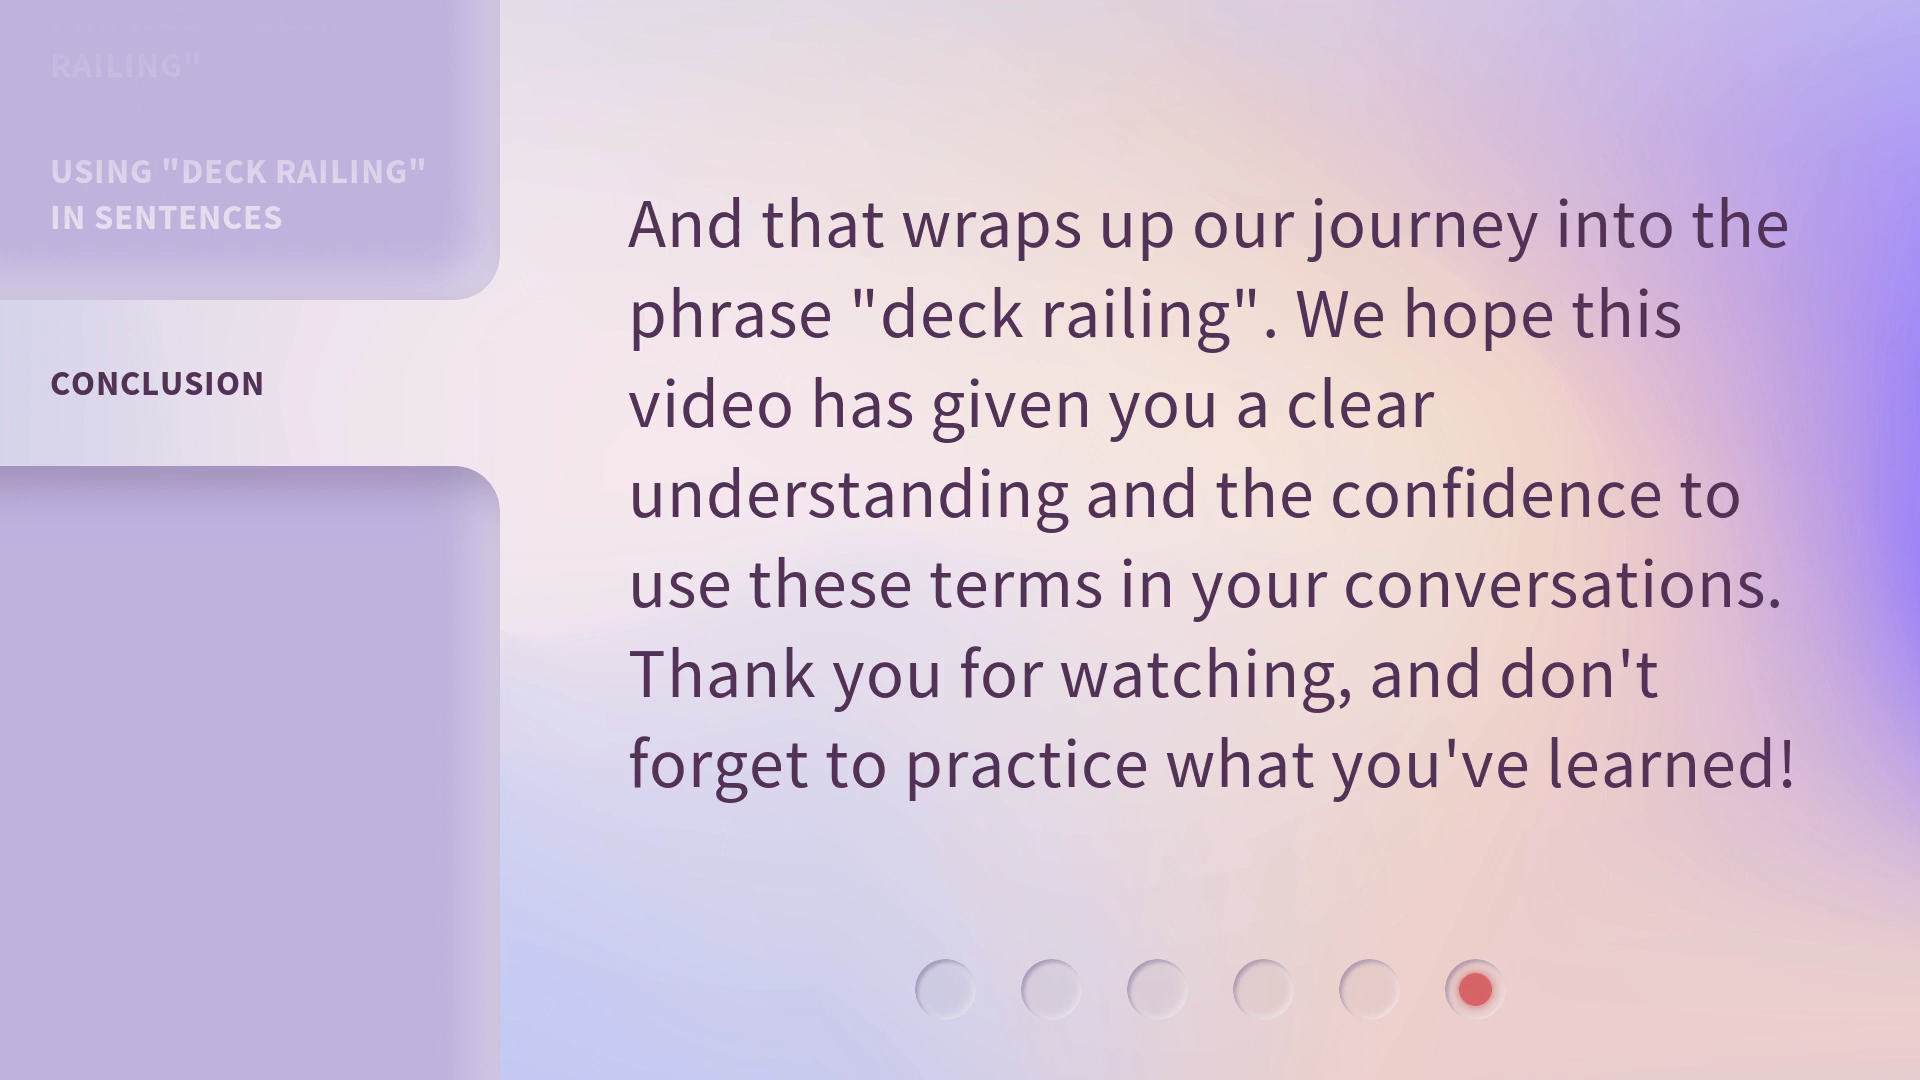 RAILING"
USING "DECK RAILING"
IN SENTENCES
CONCLUSION
And that wraps up our journey into the
phrase "deck railing". We hope this
video has given you a clear
understanding and the confidence to
use these terms in your conversations.
Thank you for watching, and don't
forget to practice what you've learned!